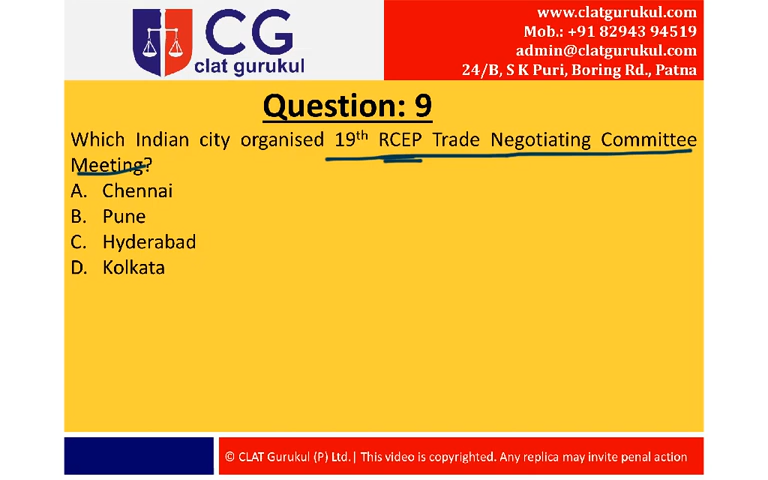 CG
clat gurukul
www.clatgurukul.com
Mob.: +91 82943 94519
admin@clatgurukul.com
24/B, S K Puri, Boring Rd., Patna
Question: 9
Which Indian city organised 19th RCEP Trade Negotiating Committee
Meeting?
A. Chennai
B. Pune
C. Hyderabad
D. Kolkata
© CLAT Gurukul (P) Ltd.| This video is copyrighted. Any replica may invite penal action